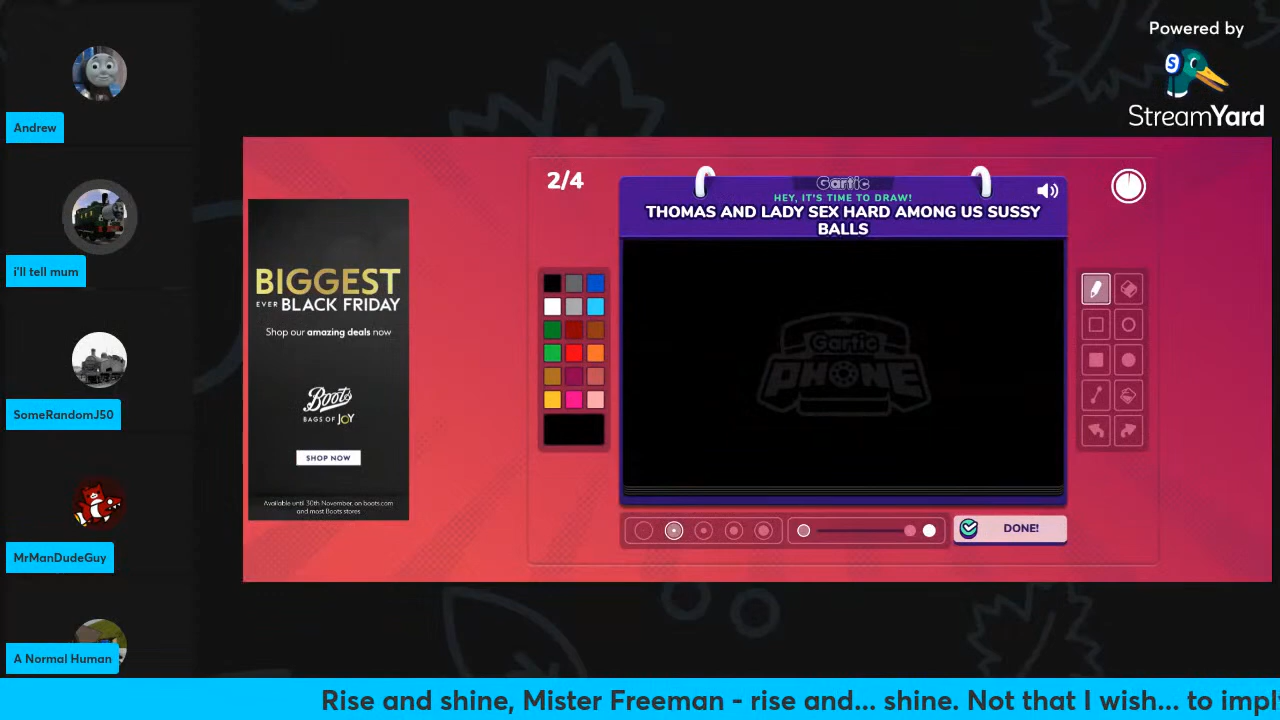 Powered by
S
StreamYard
Andrew
i'll tell mum
SomeRandomJ50
MrManDudeGuy
A Normal Human
BIGGEST
EVER BLACK FRIDAY
Shop our amazing deals now
Boots
BAGS OF JOY
SHOP NOW
Available until 30th November, on boots.com
and most Boots stores
2/4
Gartic
HEY, IT'S TIME TO DRAW!
THOMAS AND LADY SEX HARD AMONG US SUSSY
BALLS
Gartic
PHONE
DONE!
Rise and shine, Mister Freeman - rise and... shine. Not that I wish... to impl